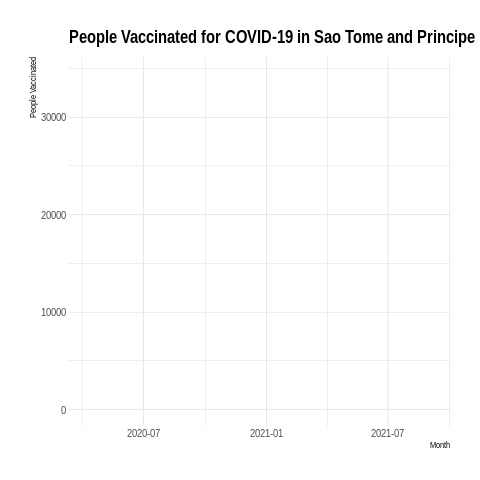 People Vaccinated for COVID-19 in Sao Tome and Principe
People Vaccinated
30000
20000
10000
0
2020-07 2021-01 2021-07
Month